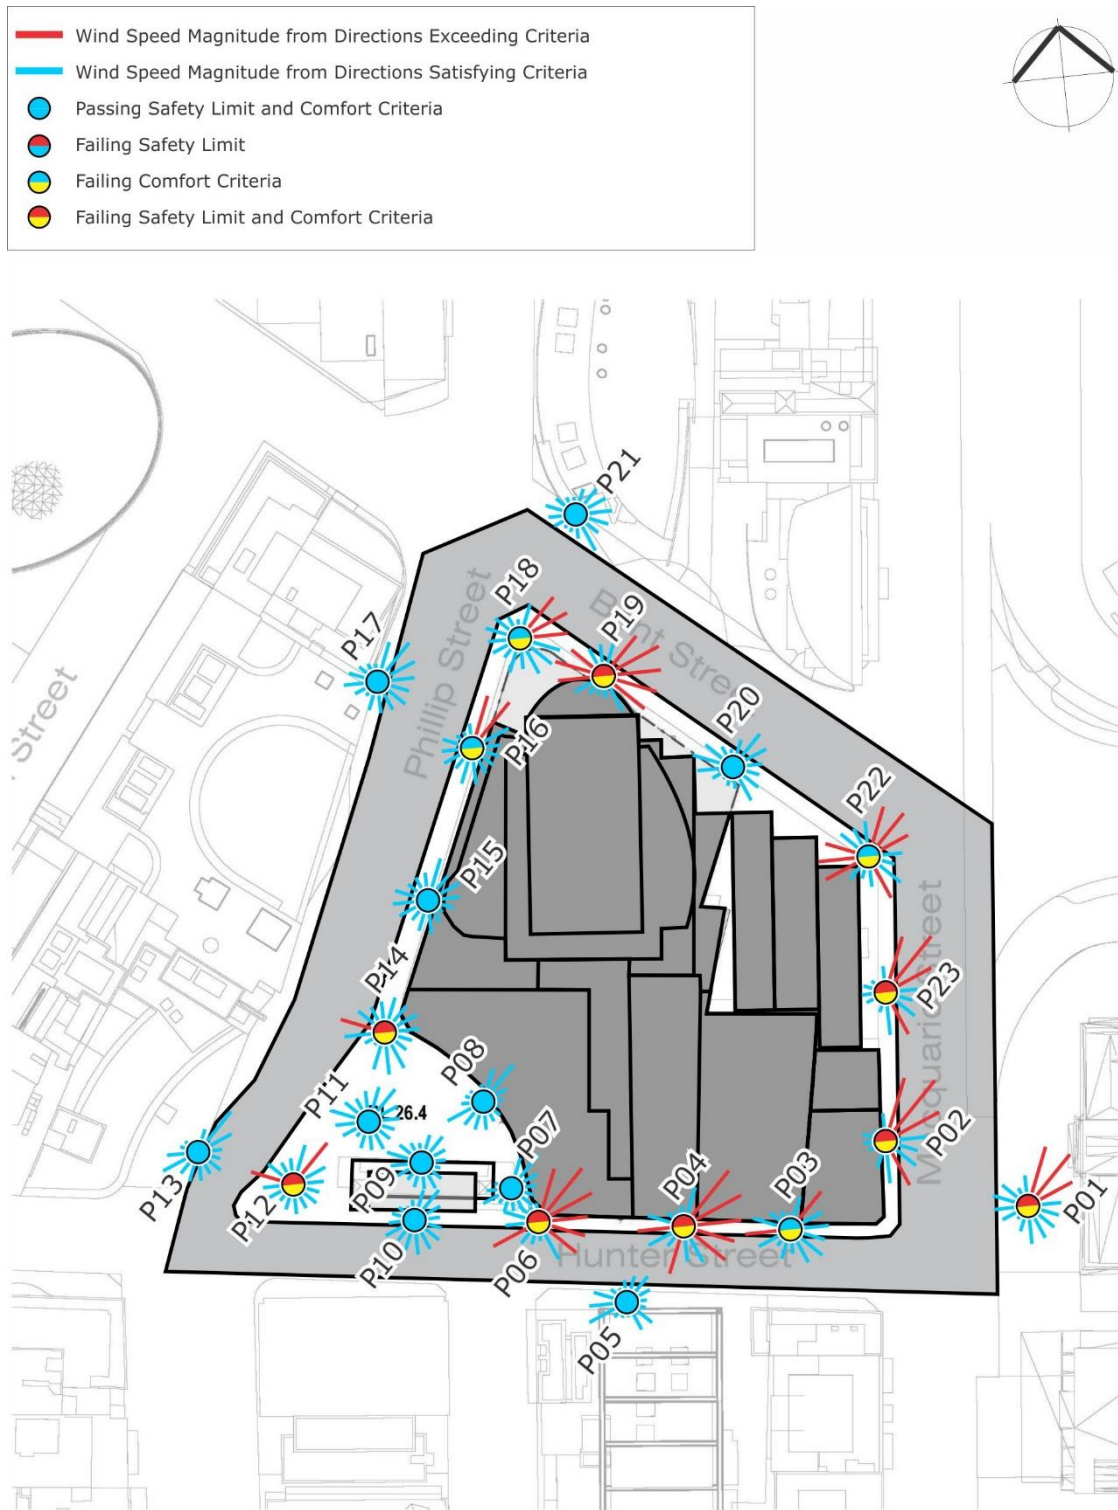 Wind Speed Magnitude from Directions Exceeding Criteria
Wind Speed Magnitude from Directions Satisfying Criteria
Passing Safety Limit and Comfort Criteria
Failing Safety Limit
Failing Comfort Criteria
Failing Safety Limit and Comfort Criteria
P21
P18
P19
Bent Street
P17
Phillip Street
Street
P16
P20
P22
P15
P14
P23
Macquarie Street
P08
P11
26.4
P07
P02
P13
P12
P09
P10
P06
P04
P03
P01
Hunter Street
P05